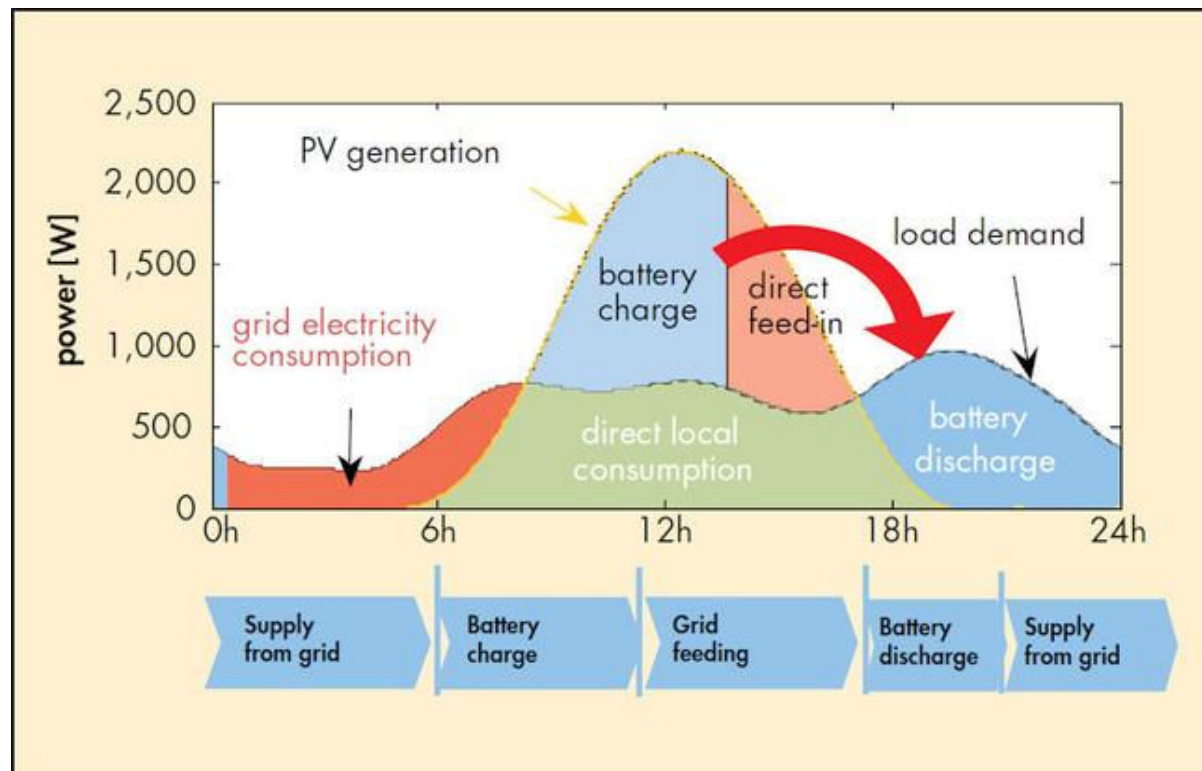 2,500
2,000
1,500
1,000
500
0
power [W]
PV generation
load demand
grid electricity
consumption
battery
charge
direct
feed-in
direct local
consumption
battery
discharge
0h
6h
12h
18h
24h
Supply
from grid
Battery
charge
Grid
feeding
Battery
discharge
Supply
from grid